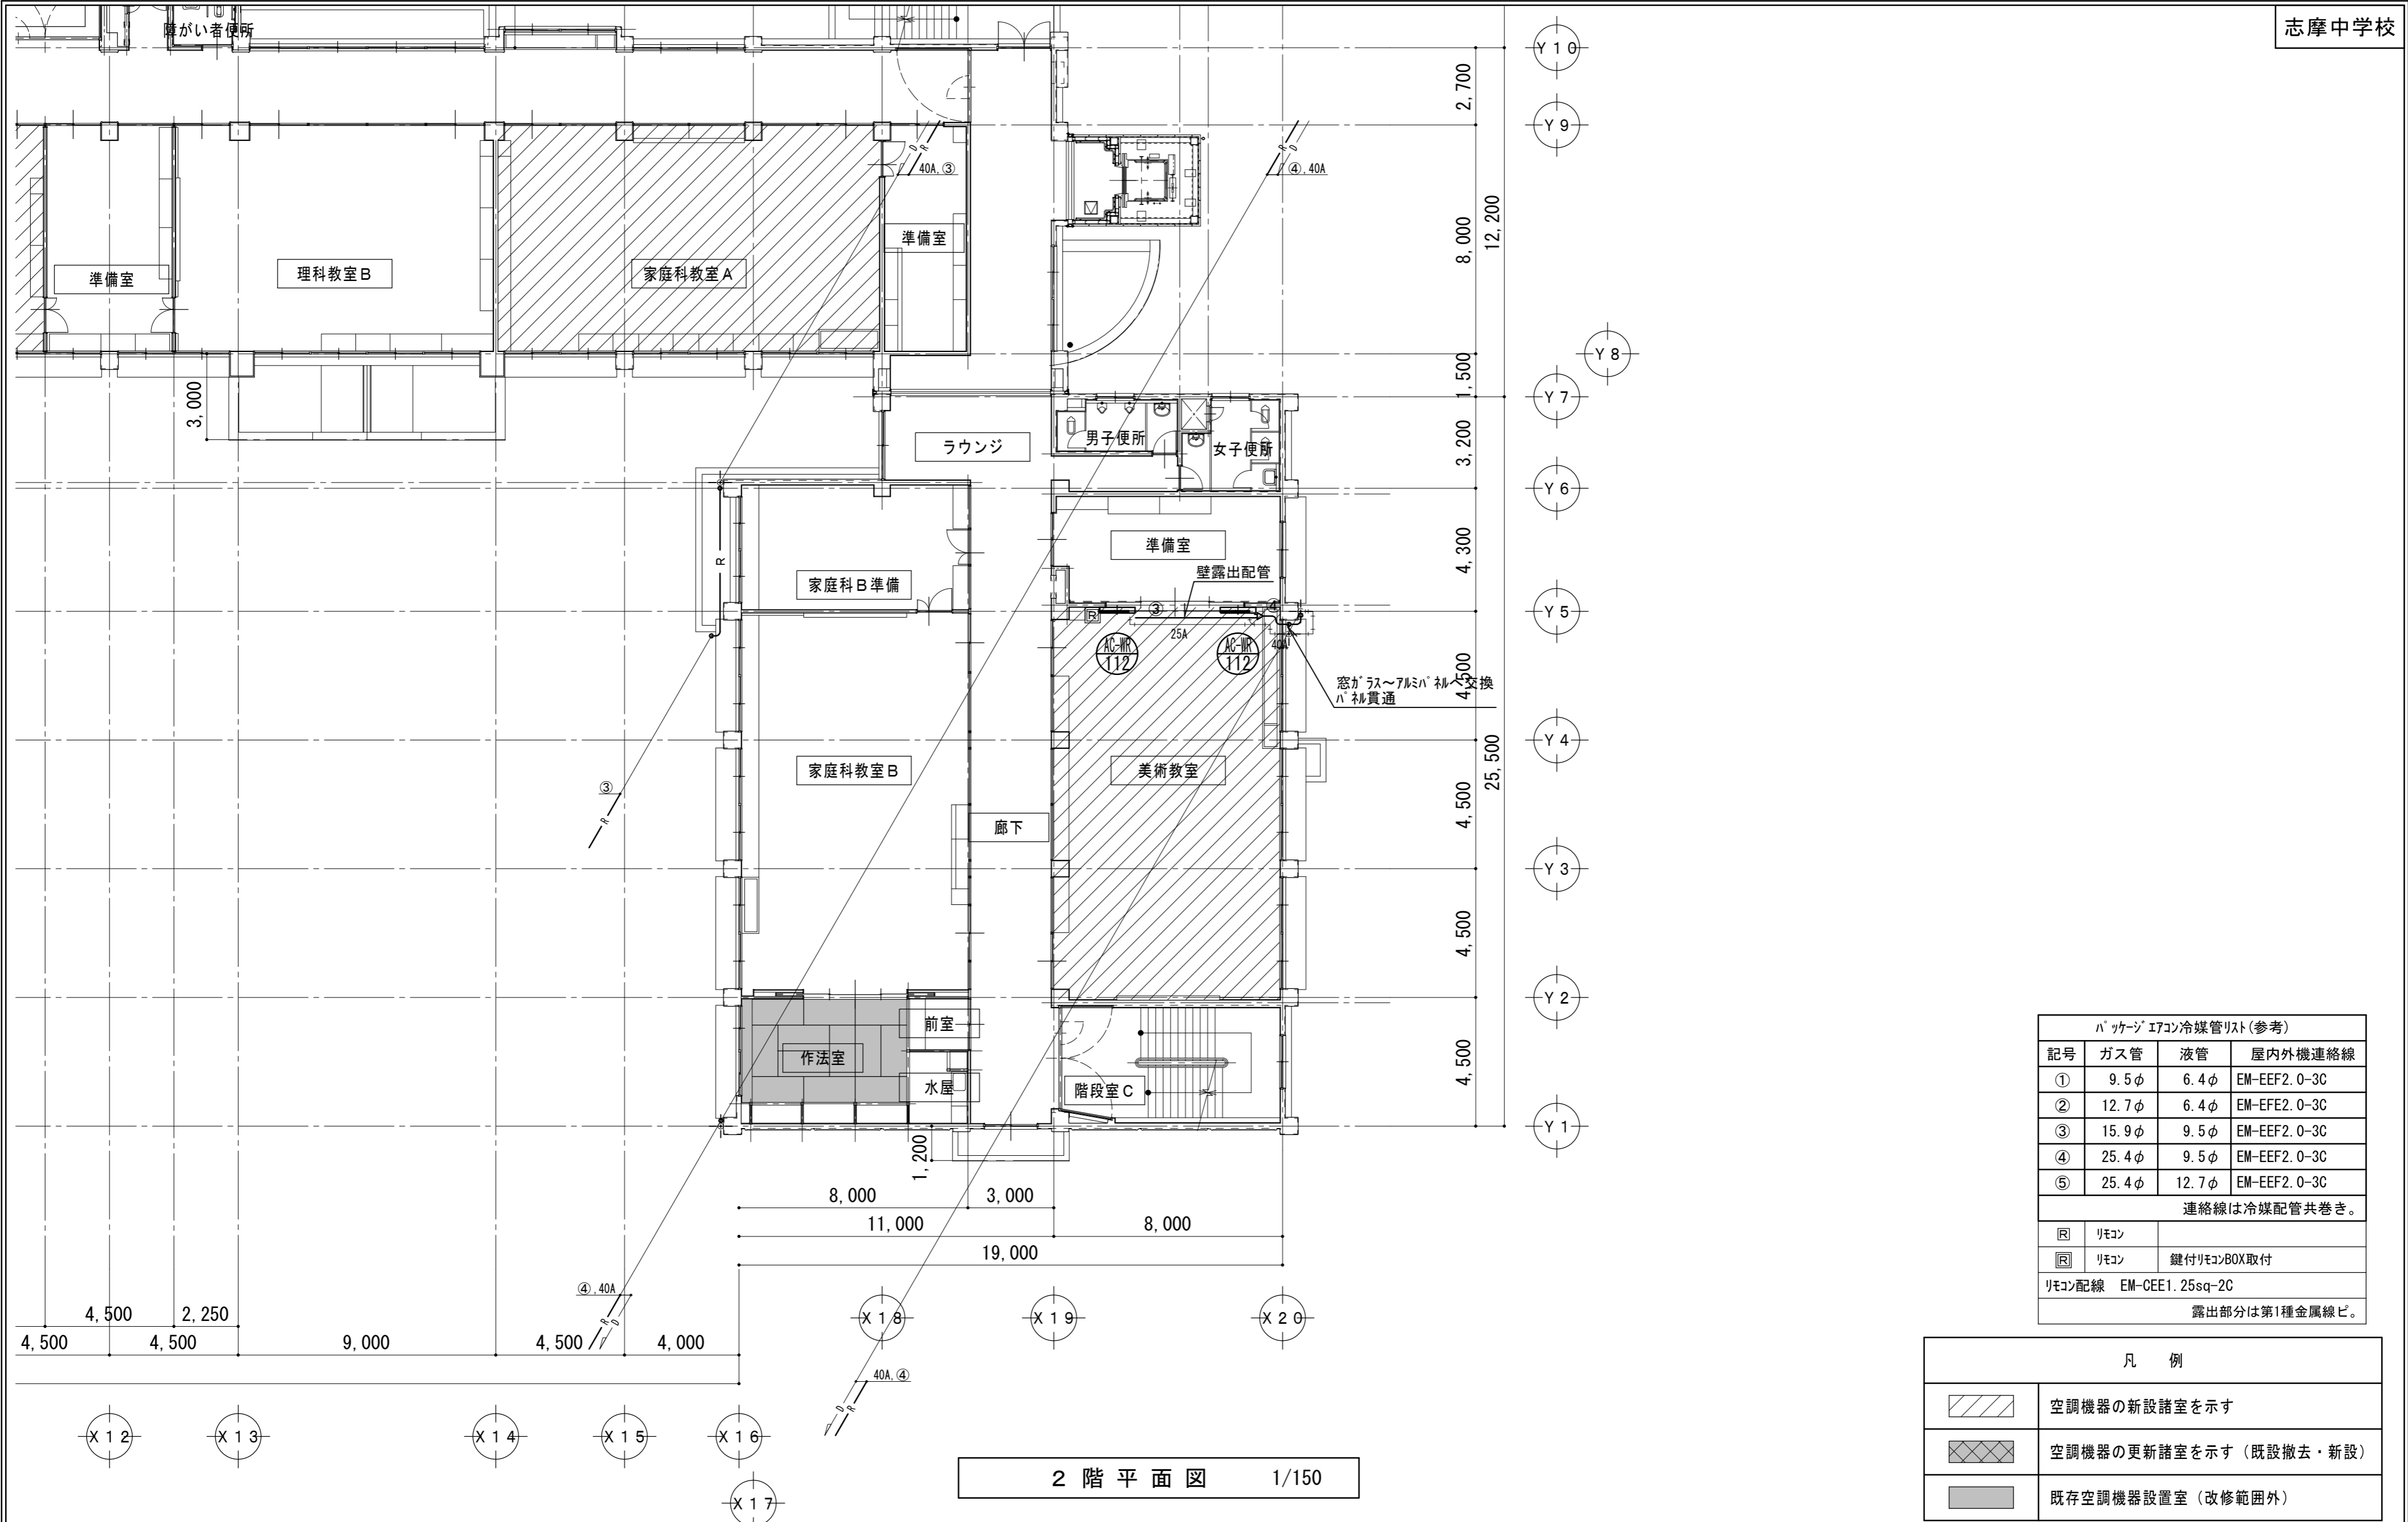 志摩中学校
障がい者便所
Y10
2,700
Y9
40A,③
D
R
R
D
④,40A
8,000
12,200
準備室
準備室
理科教室B
家庭科教室A
Y8
3,000
1,500
Y7
ラウンジ
男子便所
女子便所
3,200
Y6
R
準備室
4,300
家庭科B準備
壁露出配管
③
④
Y5
R
25A
40A
AC-WR
112
AC-WR
112
4,500
窓ガラス～アルミパネルへ交換
パネル貫通
Y4
家庭科教室B
美術教室
25,500
③
R
4,500
廊下
Y3
4,500
Y2
前室
作法室
水屋
階段室C
4,500
Y1
1,200
8,000
3,000
11,000
8,000
19,000
④,40A
R
D
X18
X19
X20
4,500
2,250
4,500
4,500
9,000
4,500
4,000
40A,④
D
R
X12
X13
X14
X15
X16
X17
2階平面図 1/150
パッケージエアコン冷媒管リスト(参考)
記号 ガス管 液管 屋内外機連絡線
① 9.5φ 6.4φ EM-EEF2.0-3C
② 12.7φ 6.4φ EM-EFE2.0-3C
③ 15.9φ 9.5φ EM-EEF2.0-3C
④ 25.4φ 9.5φ EM-EEF2.0-3C
⑤ 25.4φ 12.7φ EM-EEF2.0-3C
連絡線は冷媒配管共巻き。
R リモコン
R リモコン 鍵付リモコンBOX取付
リモコン配線 EM-CEE1.25sq-2C
露出部分は第1種金属線ピ。
凡 例
空調機器の新設諸室を示す
空調機器の更新諸室を示す（既設撤去・新設）
既存空調機器設置室（改修範囲外）